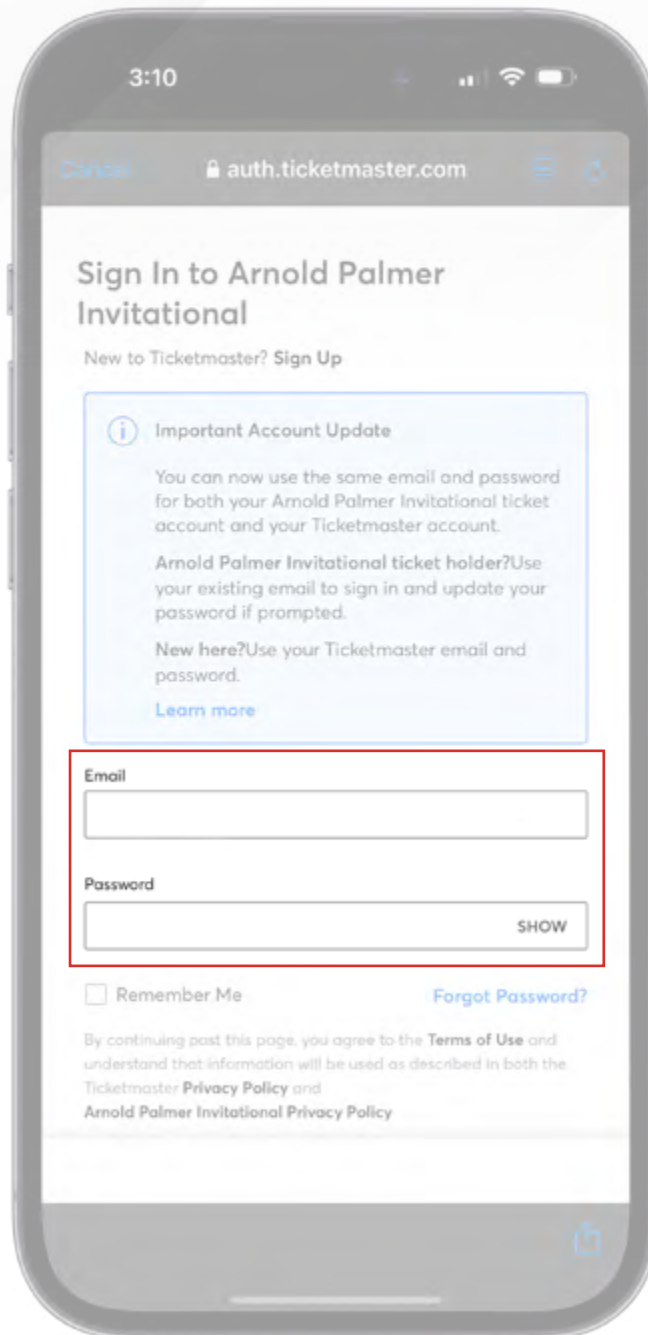 3:10
Cancel
auth.ticketmaster.com
Sign In to Arnold Palmer
Invitational
New to Ticketmaster? Sign Up
Important Account Update
You can now use the same email and password
for both your Arnold Palmer Invitational ticket
account and your Ticketmaster account.
Arnold Palmer Invitational ticket holder?Use
your existing email to sign in and update your
password if prompted.
New here?Use your Ticketmaster email and
password.
Learn more
Email
Password
SHOW
Remember Me
Forgot Password?
By continuing past this page, you agree to the Terms of Use and
understand that information will be used as described in both the
Ticketmaster Privacy Policy and
Arnold Palmer Invitational Privacy Policy